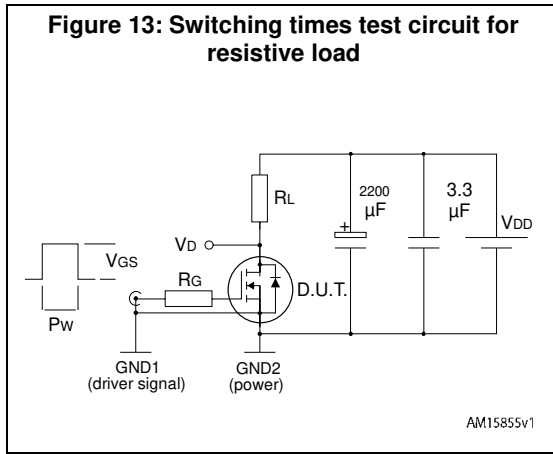 Figure 13: Switching times test circuit for
resistive load
RL
2200
μF
+
3.3
μF
VDD
VD
VGS
RG
D.U.T.
PW
GND1
(driver signal)
GND2
(power)
AM15855v1